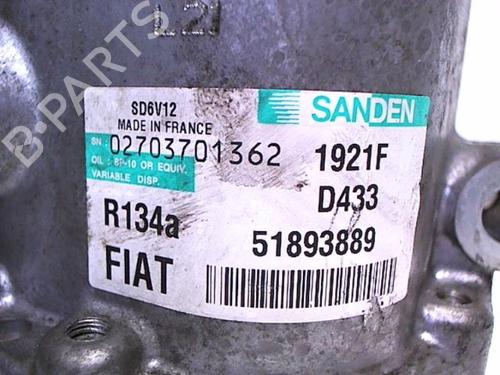 L21
SD6V12
MADE IN FRANCE
SANDEN
SN: 02703701362
1921F
OIL : SP-10 OR EQUIV.
VARIABLE DISP.
D433
R134a
51893889
FIAT
B-PARTS